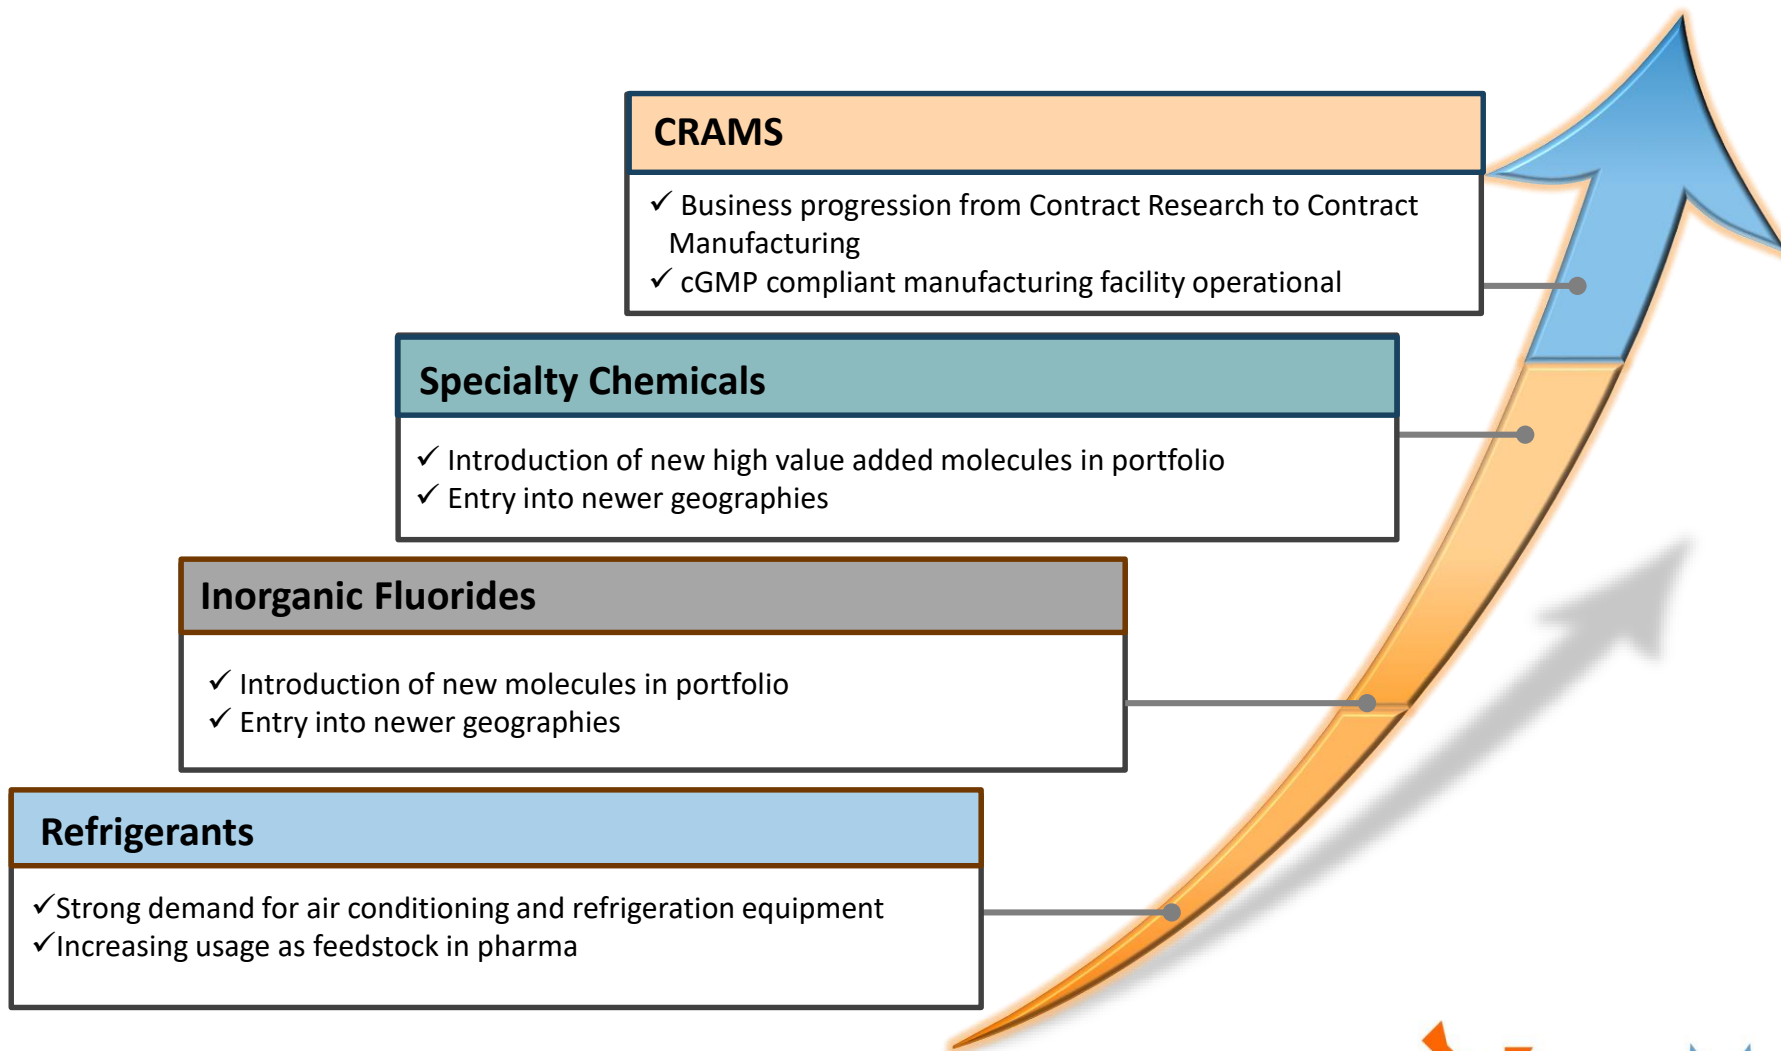 CRAMS
✓ Business progression from Contract Research to Contract
Manufacturing
✓ cGMP compliant manufacturing facility operational
Specialty Chemicals
✓ Introduction of new high value added molecules in portfolio
✓ Entry into newer geographies
Inorganic Fluorides
✓ Introduction of new molecules in portfolio
✓ Entry into newer geographies
Refrigerants
✓Strong demand for air conditioning and refrigeration equipment
✓Increasing usage as feedstock in pharma